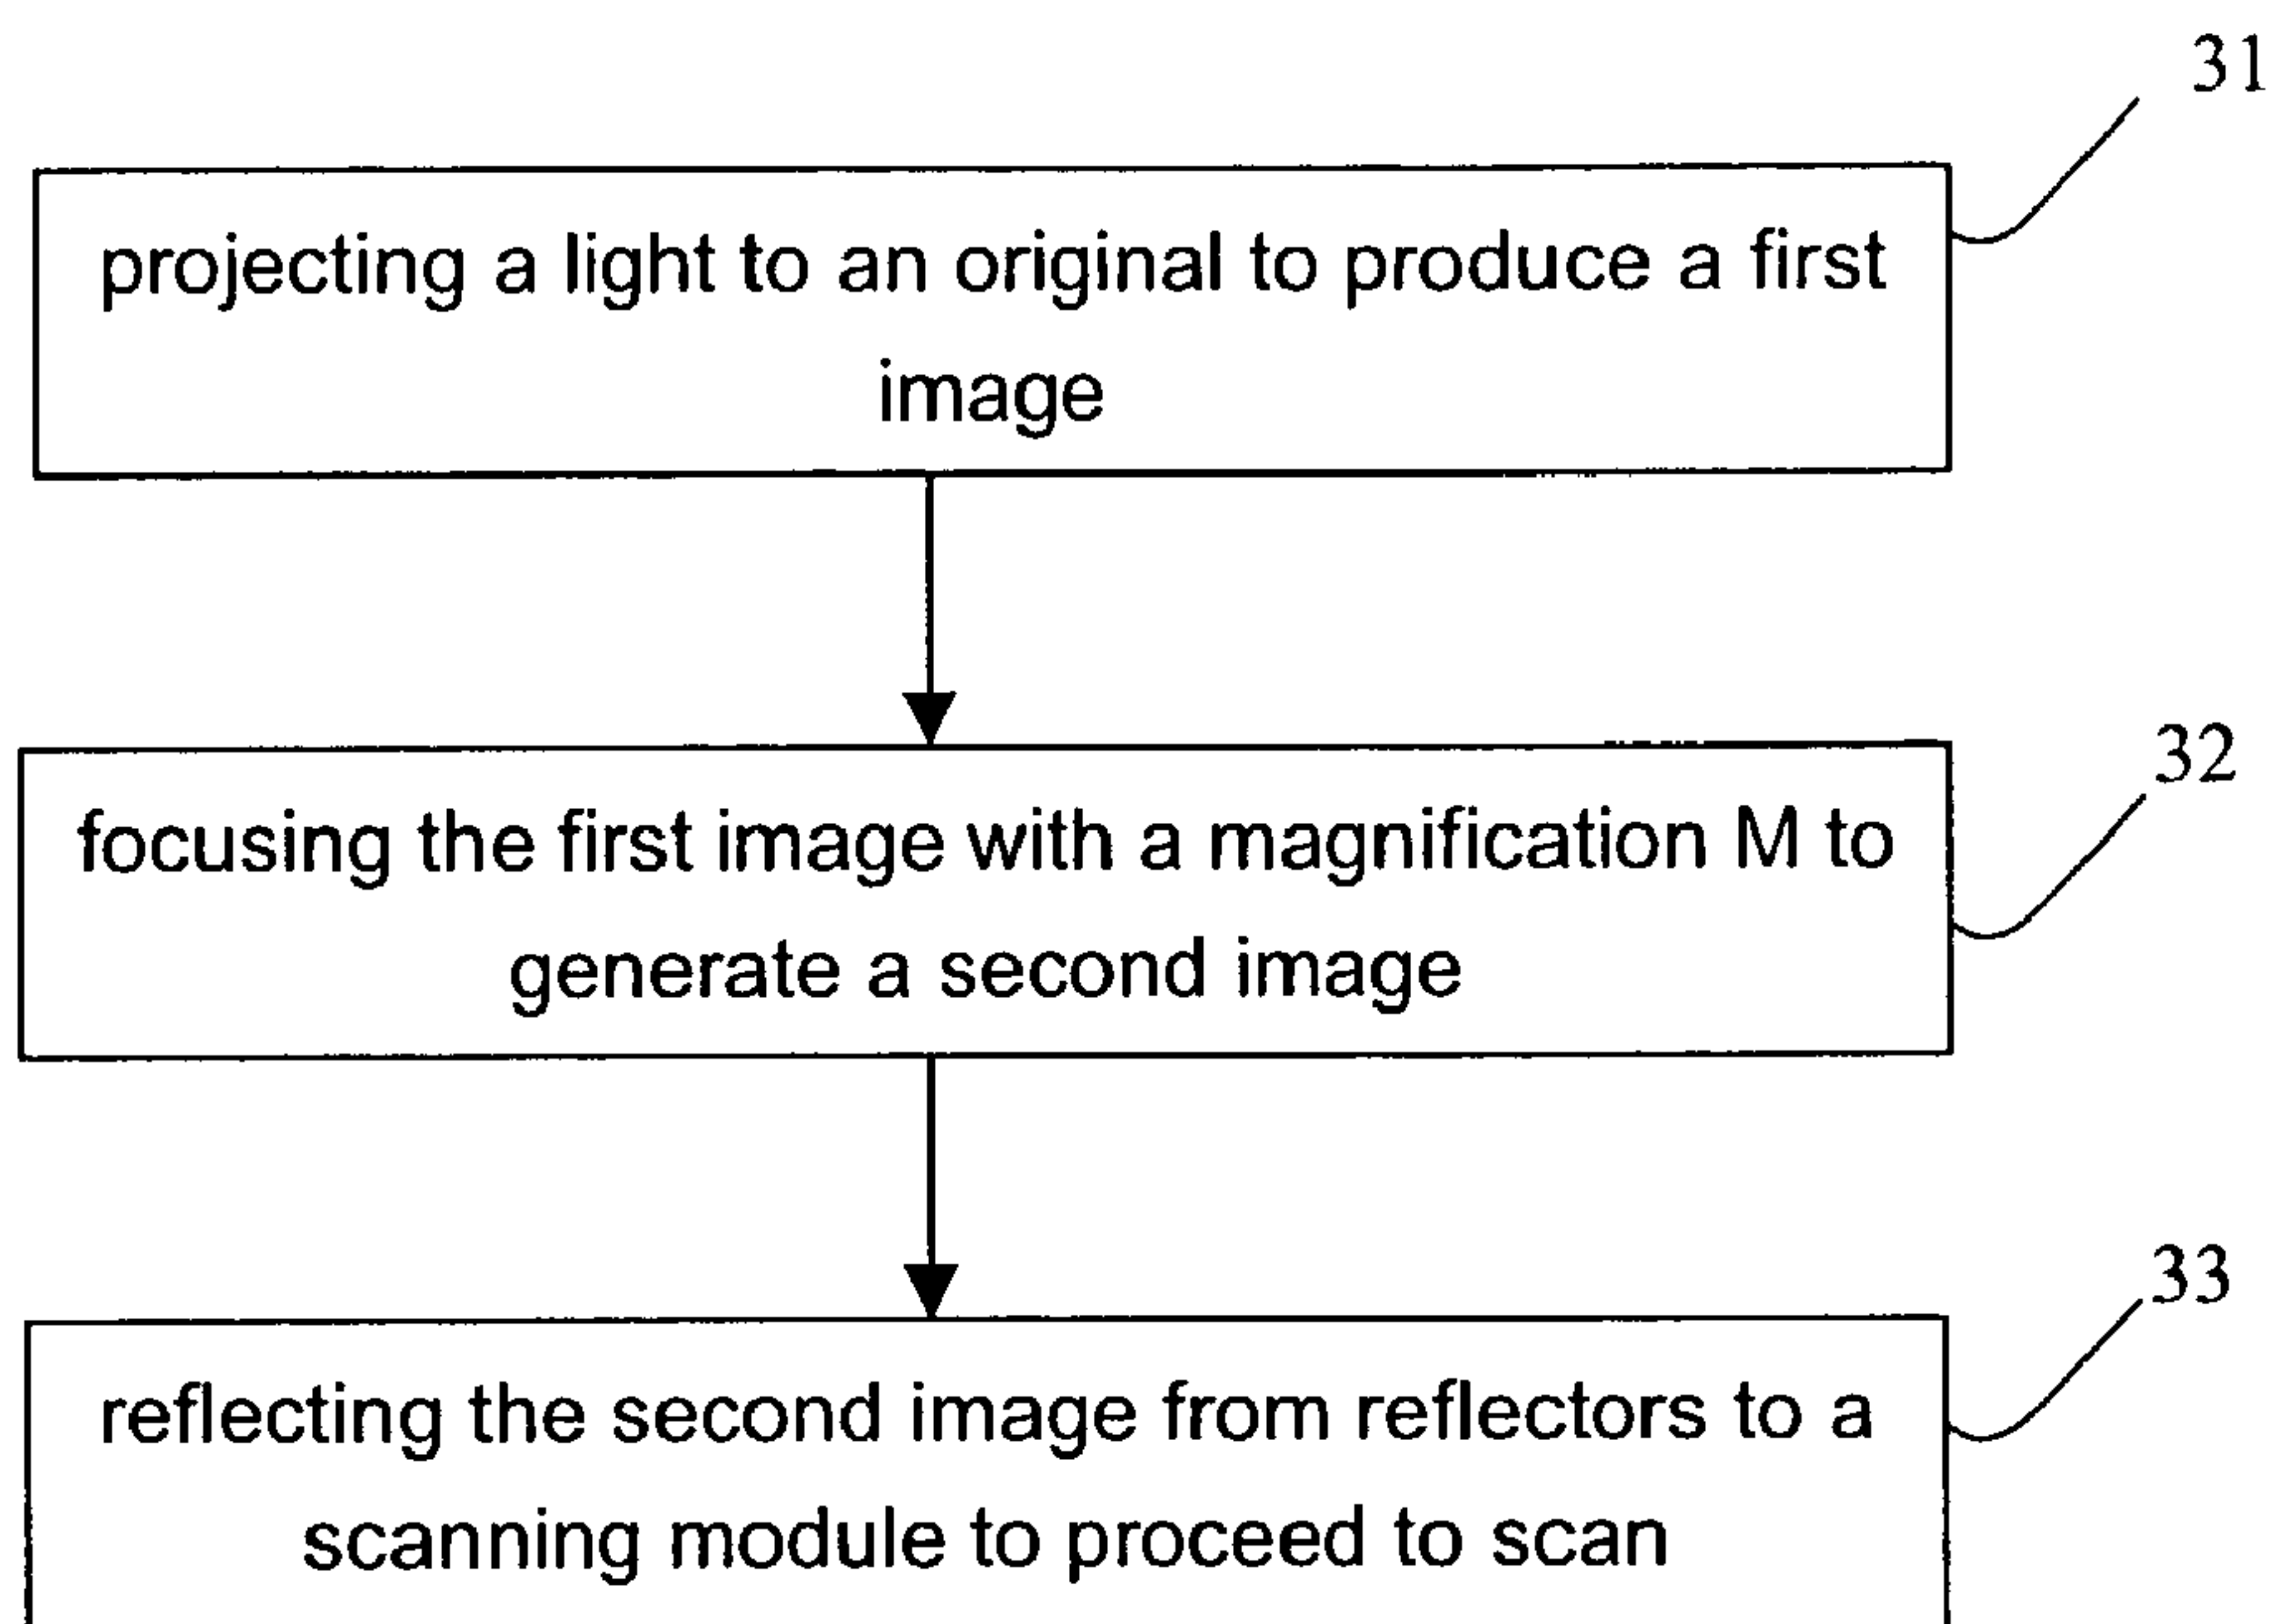 31
projecting a light to an original to produce a first
image
32
focusing the first image with a magnification M to
generate a second image
33
reflecting the second image from reflectors to a
scanning module to proceed to scan